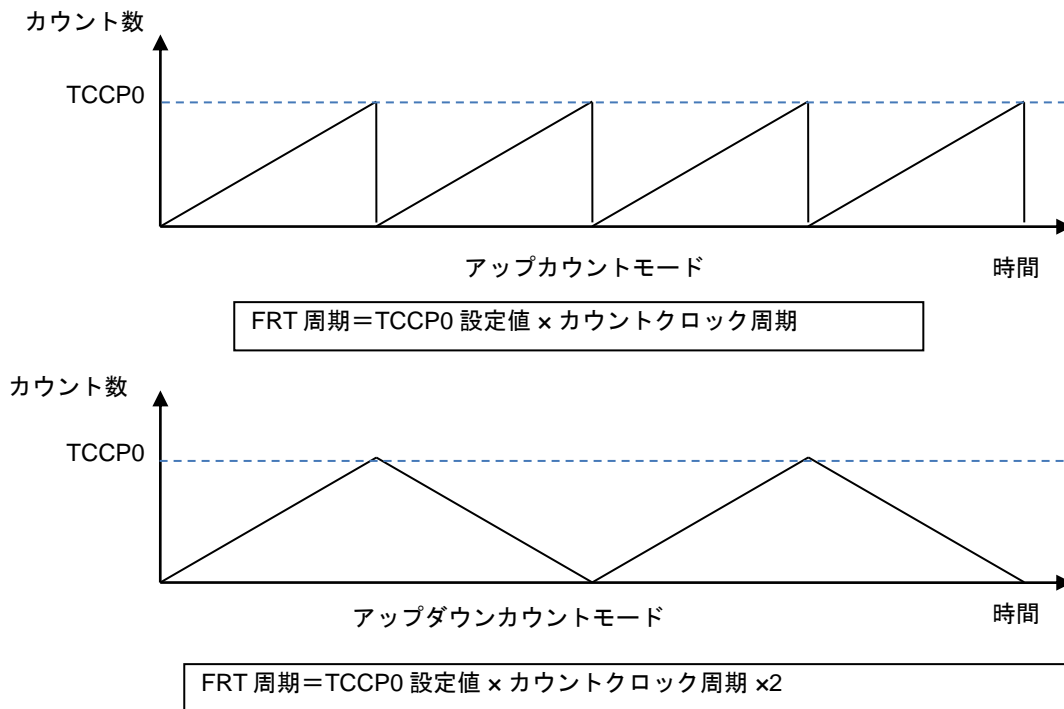 カウント数
TCCP0
アップカウントモード
時間
FRT 周期＝TCCP0 設定値 × カウントクロック周期
カウント数
TCCP0
アップダウンカウントモード
時間
FRT 周期＝TCCP0 設定値 × カウントクロック周期 ×2